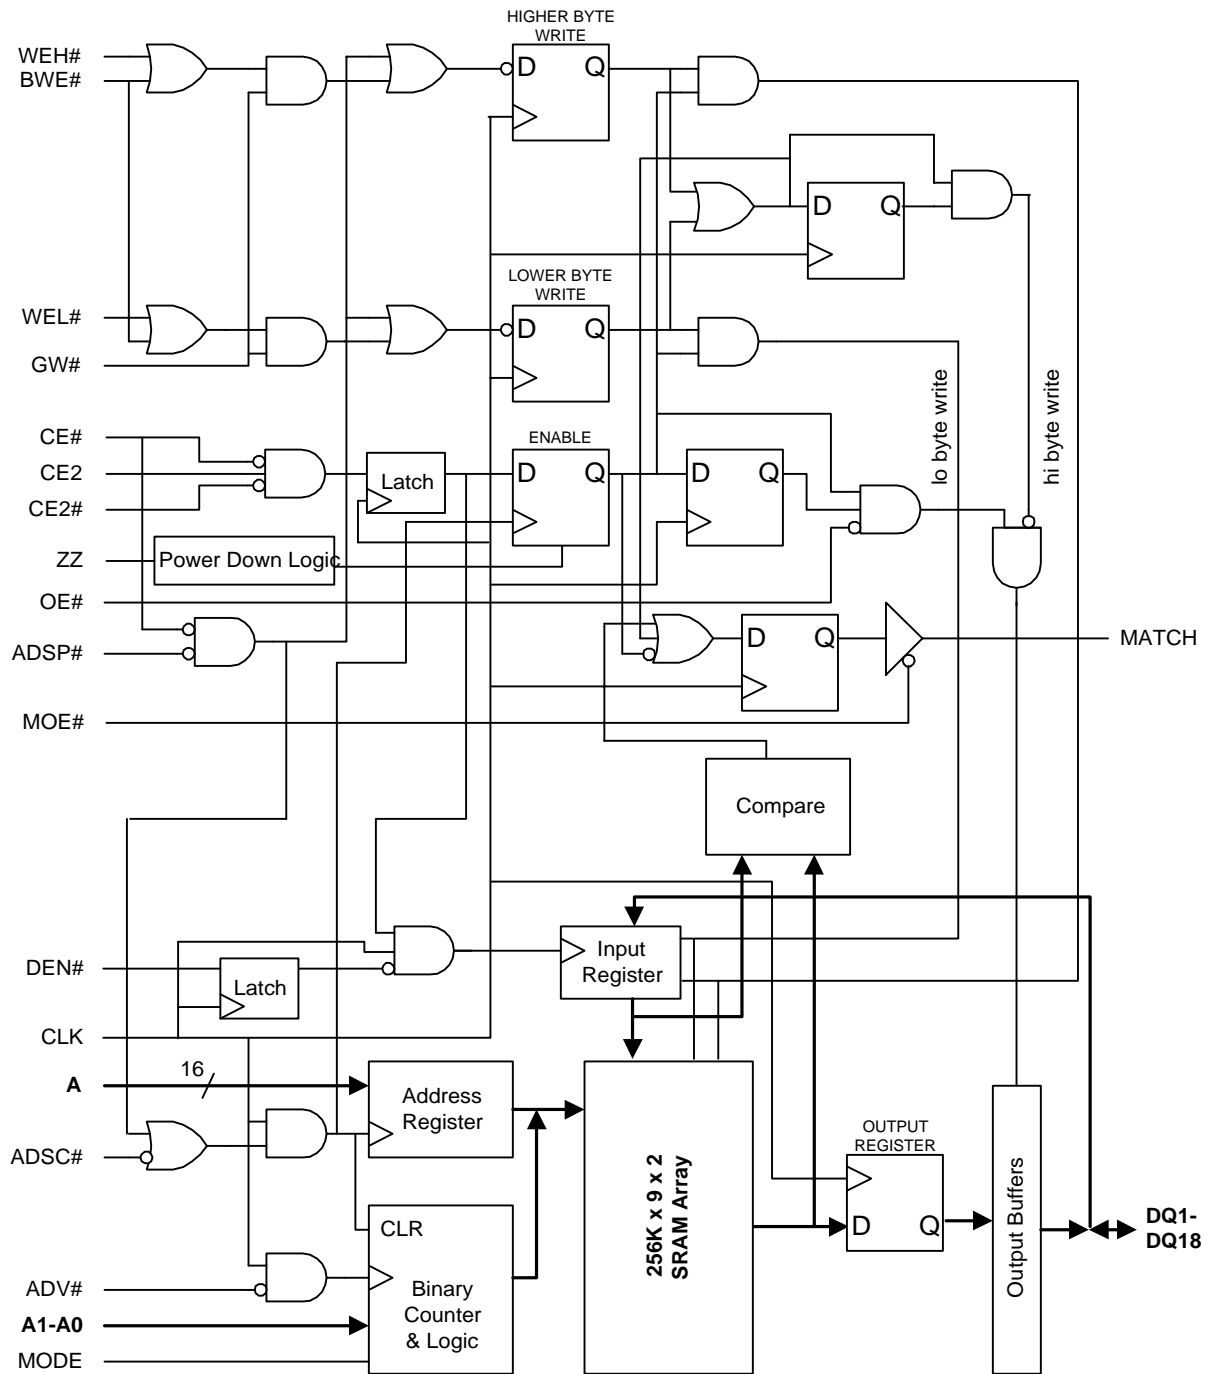 HIGHER BYTE
WRITE
WEH#
BWE#
D
Q
D
Q
LOWER BYTE
WRITE
WEL#
D
Q
GW#
lo byte write
hi byte write
CE#
ENABLE
CE2
Latch
D
Q
D
Q
CE2#
ZZ
Power Down Logic
OE#
ADSP#
D
Q
MATCH
MOE#
Compare
DEN#
Latch
Input
Register
CLK
A
16
Address
Register
ADSC#
OUTPUT
REGISTER
256K x 9 x 2
SRAM Array
CLR
D
Q
Output Buffers
DQ1-
DQ18
ADV#
Binary
Counter
& Logic
A1-A0
MODE